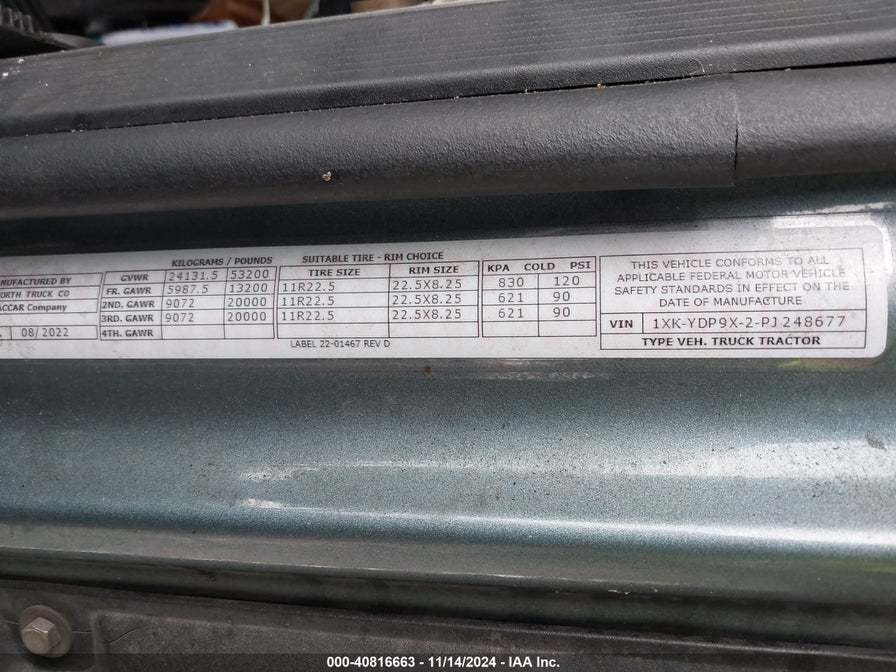 KILOGRAMS / POUNDS SUITABLE TIRE - RIM CHOICE
GVWR 24131.5 53200 TIRE SIZE RIM SIZE KPA COLD PSI
FR. GAWR 5987.5 13200 11R22.5 22.5X8.25 830 120
2ND. GAWR 9072 20000 11R22.5 22.5X8.25 621 90
3RD. GAWR 9072 20000 11R22.5 22.5X8.25 621 90
4TH. GAWR
LABEL 22-01467 REV D
BY
TRUCK CO
Company
08/2022
THIS VEHICLE CONFORMS TO ALL
APPLICABLE FEDERAL MOTOR VEHICLE
SAFETY STANDARDS IN EFFECT ON THE
DATE OF MANUFACTURE
VIN 1XK-YDP9X-2-PJ248677
TYPE VEH. TRUCK TRACTOR
000-40816663 - 11/14/2024 - IAA Inc.